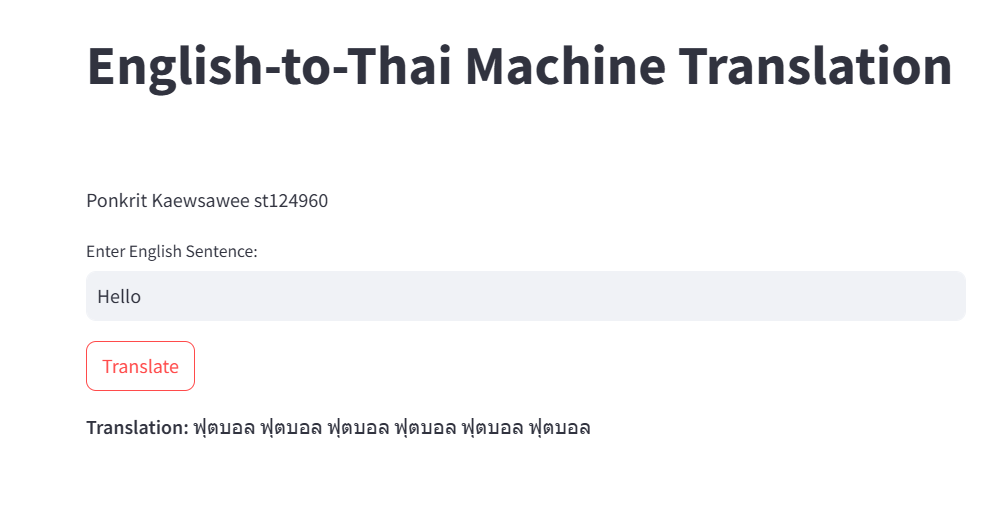 English-to-Thai Machine Translation
Ponkrit Kaewsawee st124960
Enter English Sentence:
Hello
Translate
Translation: ฟุตบอล ฟุตบอล ฟุตบอล ฟุตบอล ฟุตบอล ฟุตบอล